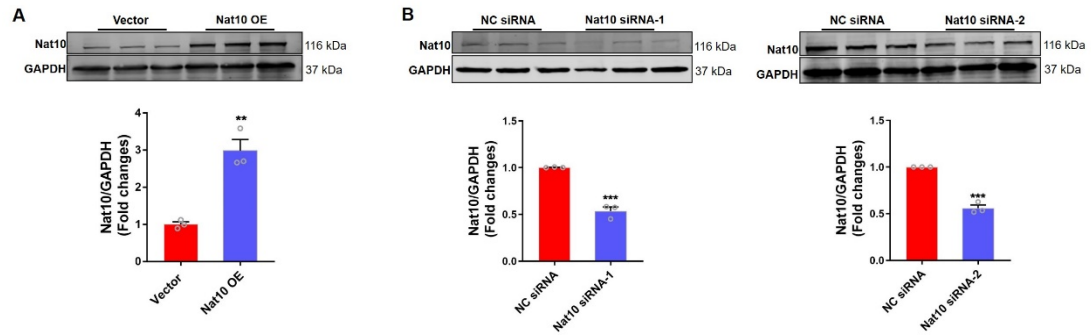 A
Vector Nat10 OE
Nat10 116 kDa
GAPDH 37 kDa
Nat10/GAPDH
(Fold changes)
4
3
2
1
0
**
Vector
Nat10 OE
B
NC siRNA Nat10 siRNA-1
Nat10 116 kDa
GAPDH 37 kDa
Nat10/GAPDH
(Fold changes)
1.5
1.0
0.5
0.0
***
NC siRNA
Nat10 siRNA-1
NC siRNA Nat10 siRNA-2
Nat10 116 kDa
GAPDH 37 kDa
Nat10/GAPDH
(Fold changes)
1.5
1.0
0.5
0.0
***
NC siRNA
Nat10 siRNA-2